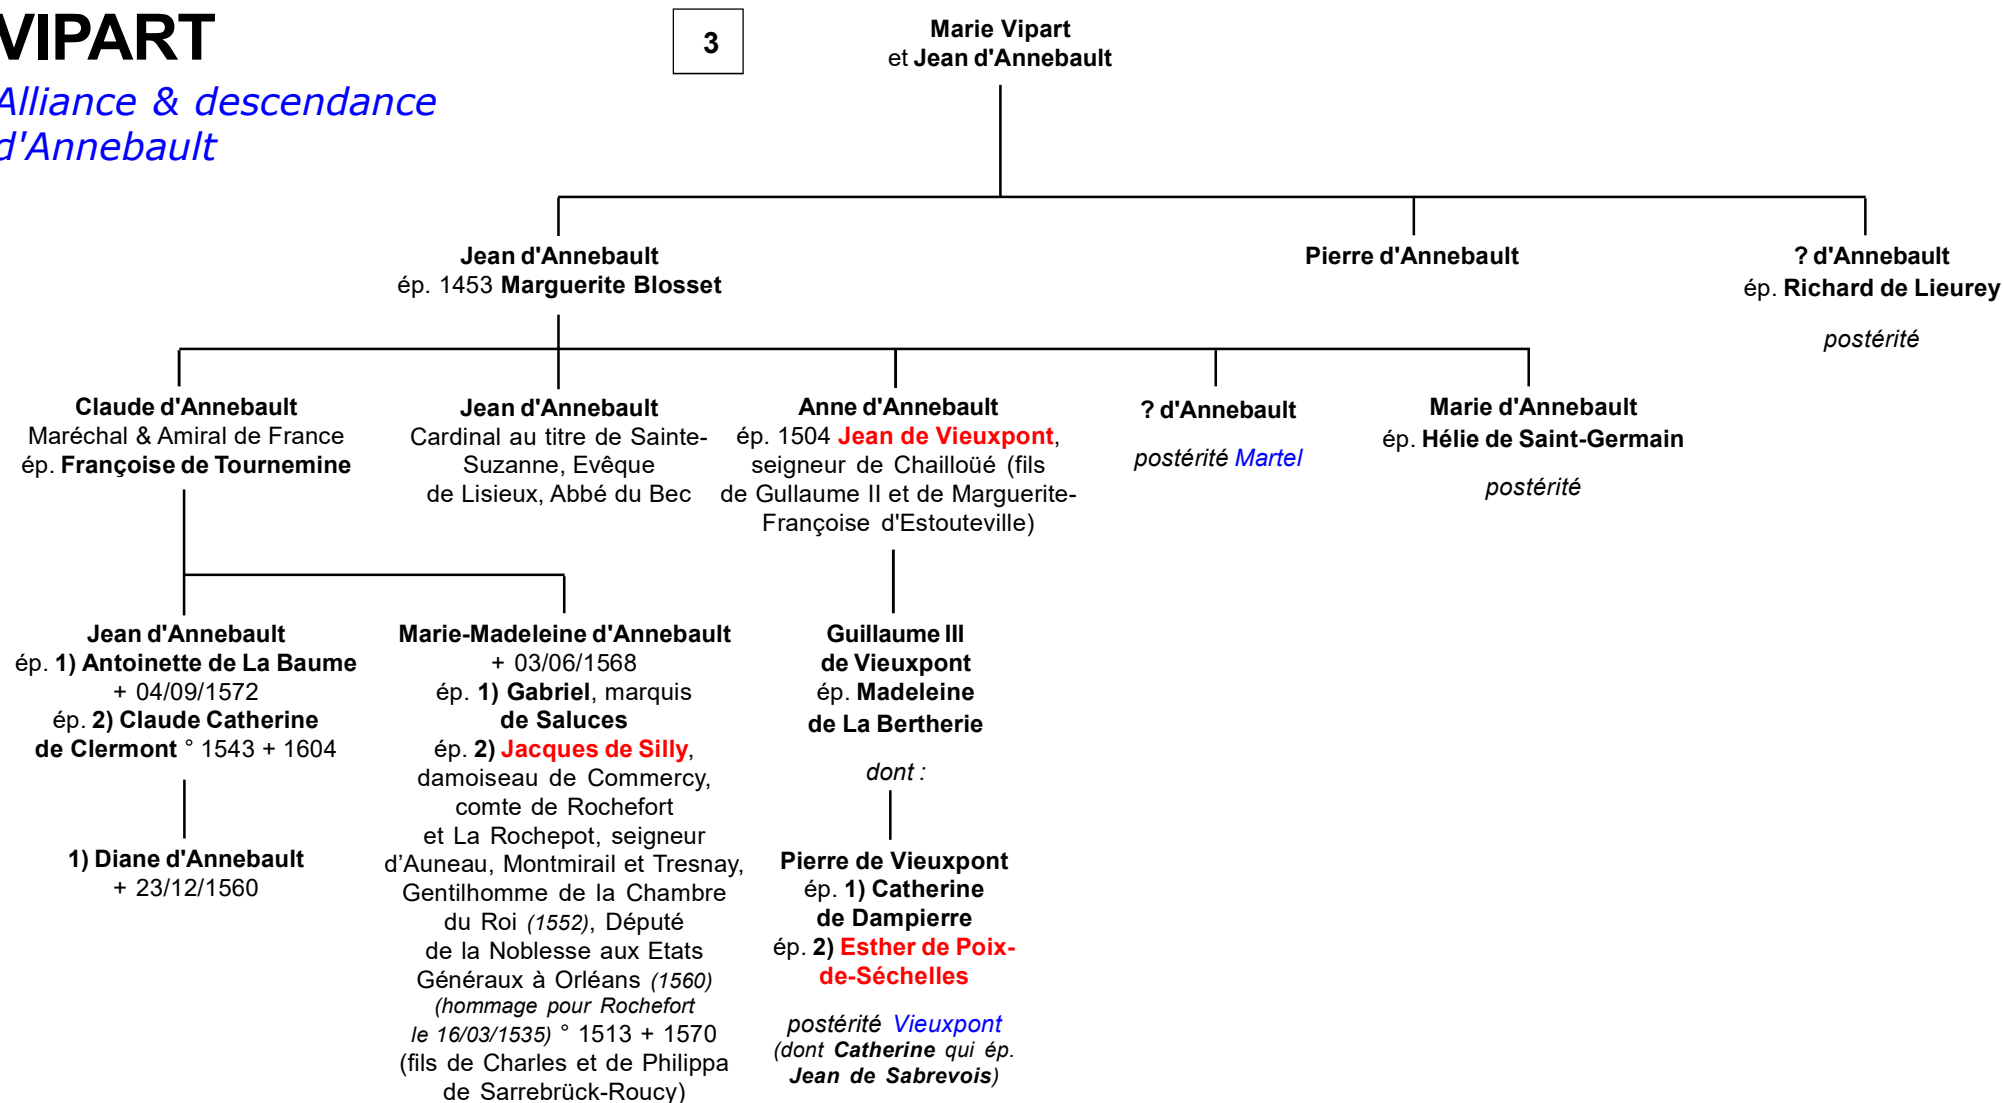 VIPART
Alliance & descendance
d'Annebault
3
Marie Vipart
et Jean d'Annebault
Jean d'Annebault
ép. 1453 Marguerite Blosset
Pierre d'Annebault
? d'Annebault
ép. Richard de Lieurey
postérité
Claude d'Annebault
Maréchal & Amiral de France
ép. Françoise de Tournemine
Jean d'Annebault
Cardinal au titre de Sainte-
Suzanne, Evêque
de Lisieux, Abbé du Bec
Anne d'Annebault
ép. 1504 Jean de Vieuxpont,
seigneur de Chailloüé (fils
de Gullaume II et de Marguerite-
Françoise d'Estouteville)
? d'Annebault
postérité Martel
Marie d'Annebault
ép. Hélie de Saint-Germain
postérité
Jean d'Annebault
ép. 1) Antoinette de La Baume
+ 04/09/1572
ép. 2) Claude Catherine
de Clermont ° 1543 + 1604
1) Diane d'Annebault
+ 23/12/1560
Marie-Madeleine d'Annebault
+ 03/06/1568
ép. 1) Gabriel, marquis
de Saluces
ép. 2) Jacques de Silly,
damoiseau de Commercy,
comte de Rochefort
et La Rochepot, seigneur
d’Auneau, Montmirail et Tresnay,
Gentilhomme de la Chambre
du Roi (1552), Député
de la Noblesse aux Etats
Généraux à Orléans (1560)
(hommage pour Rochefort
le 16/03/1535) ° 1513 + 1570
(fils de Charles et de Philippa
de Sarrebrück-Roucy)
Guillaume III
de Vieuxpont
ép. Madeleine
de La Bertherie
dont :
Pierre de Vieuxpont
ép. 1) Catherine
de Dampierre
ép. 2) Esther de Poix-
de-Séchelles
postérité Vieuxpont
(dont Catherine qui ép.
Jean de Sabrevois)